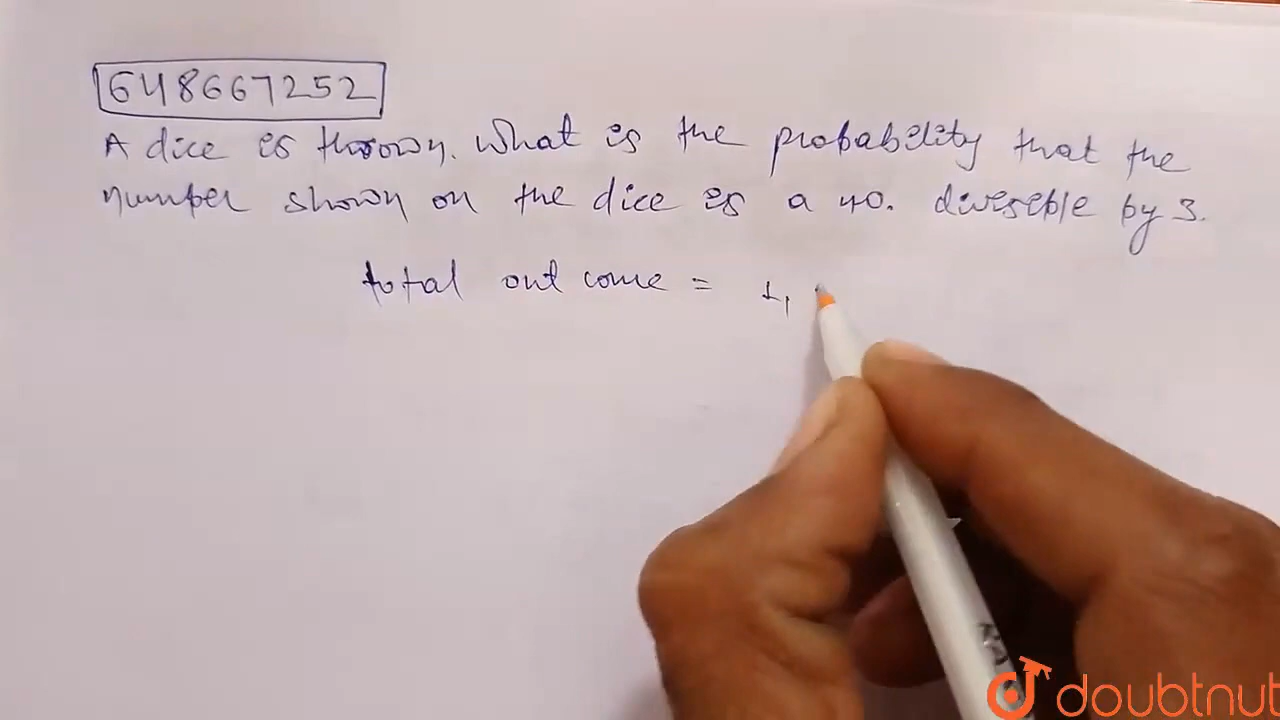 648667252
A dice is thrown. What is the probability that the
number shown on the dice is a no. divisible by 3.
total out come = 1,
doubtnut